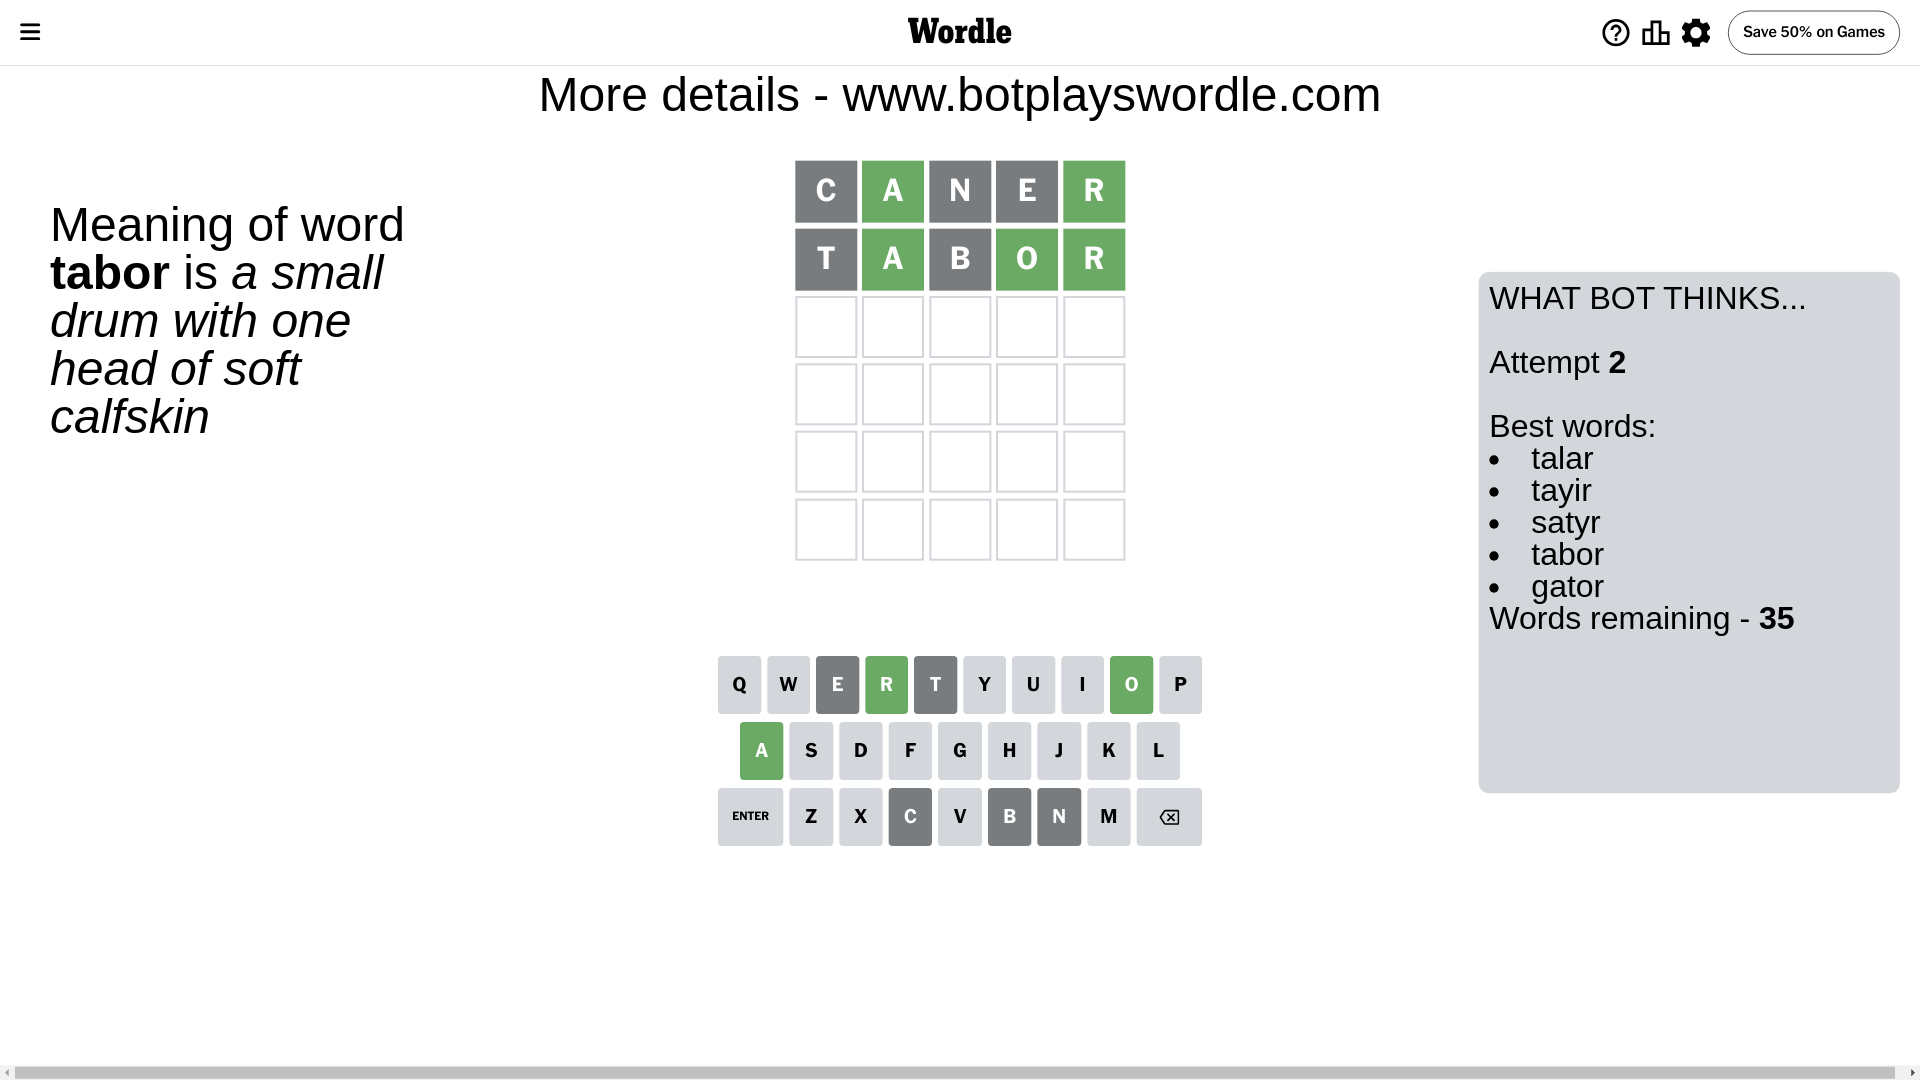 Wordle
Save 50% on Games
More details - www.botplayswordle.com
Meaning of word
tabor is a small
drum with one
head of soft
calfskin
C A N E R
T A B O R
WHAT BOT THINKS...
Attempt 2
Best words:
• talar
• tayir
• satyr
• tabor
• gator
Words remaining - 35
Q W E R T Y U I O P
A S D F G H J K L
ENTER Z X C V B N M